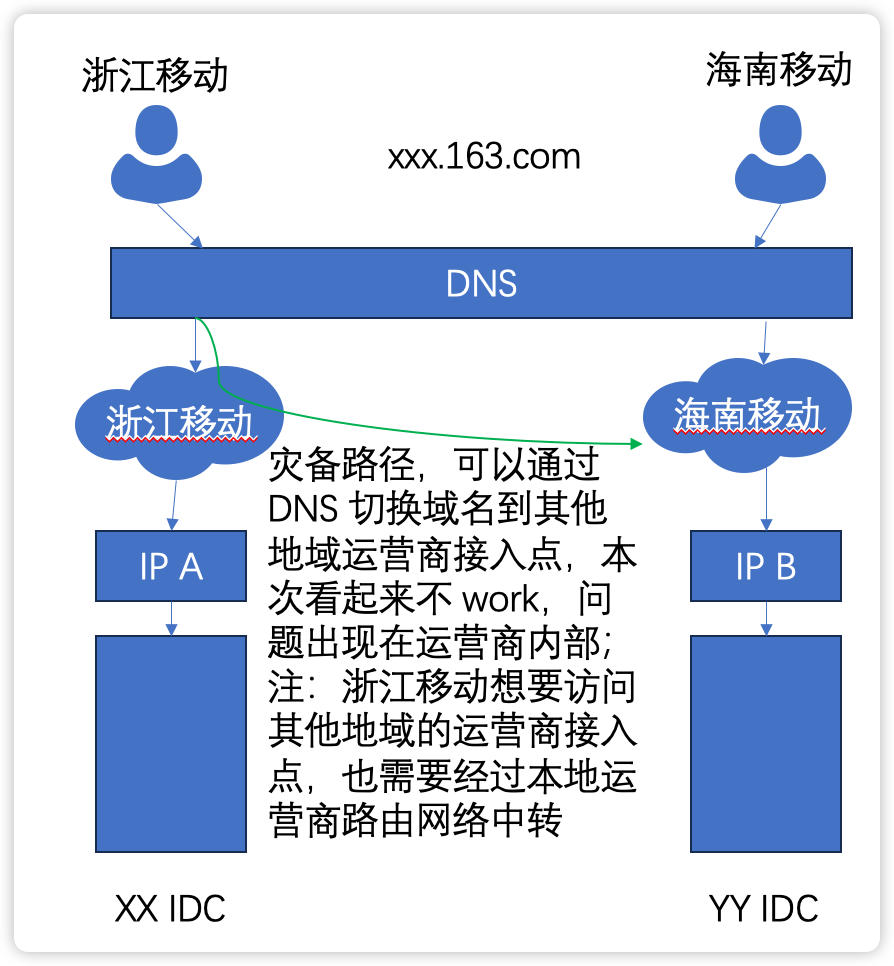 浙江移动
海南移动
xxx.163.com
DNS
浙江移动
海南移动
灾备路径，可以通过
DNS 切换域名到其他
地域运营商接入点，本
次看起来不 work，问
题出现在运营商内部；
注：浙江移动想要访问
其他地域的运营商接入
点，也需要经过本地运
营商路由网络中转
IP A
IP B
XX IDC
YY IDC